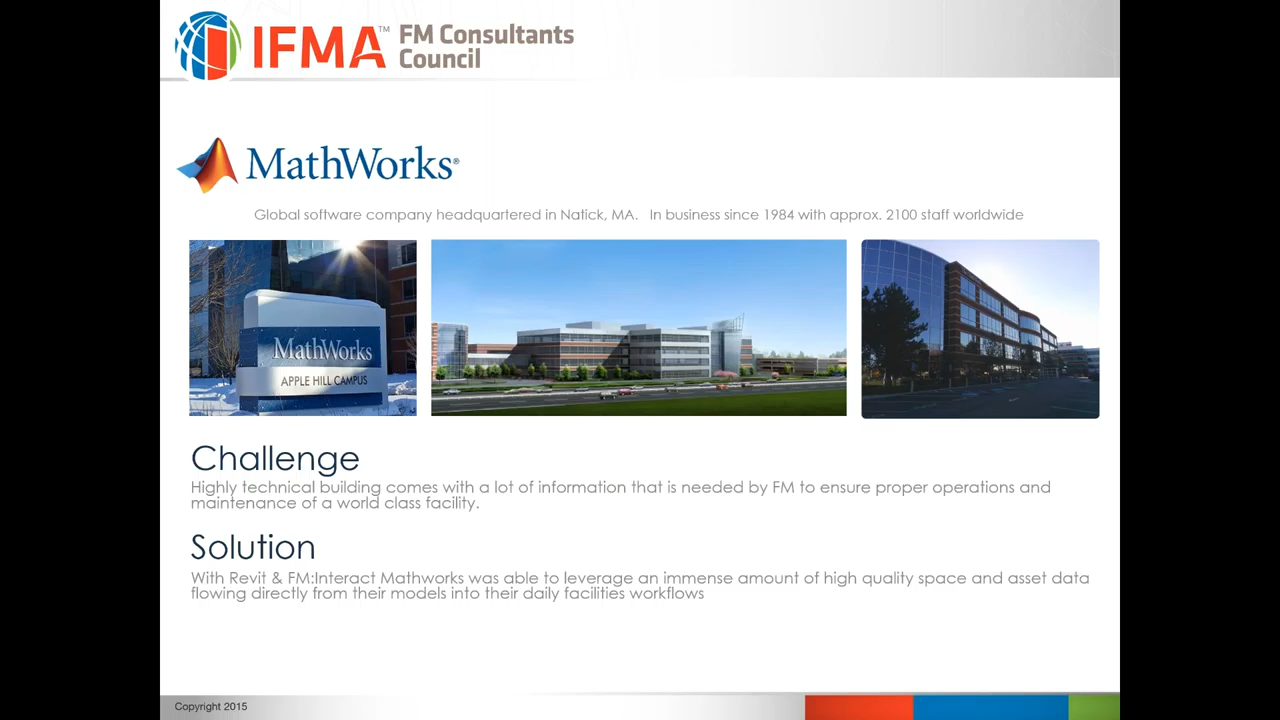 IFMA™ FM Consultants
Council
MathWorks®
Global software company headquartered in Natick, MA. In business since 1984 with approx. 2100 staff worldwide
MathWorks
APPLE HILL CAMPUS
Challenge
Highly technical building comes with a lot of information that is needed by FM to ensure proper operations and
maintenance of a world class facility.
Solution
With Revit & FM:Interact Mathworks was able to leverage an immense amount of high quality space and asset data
flowing directly from their models into their daily facilities workflows
Copyright 2015